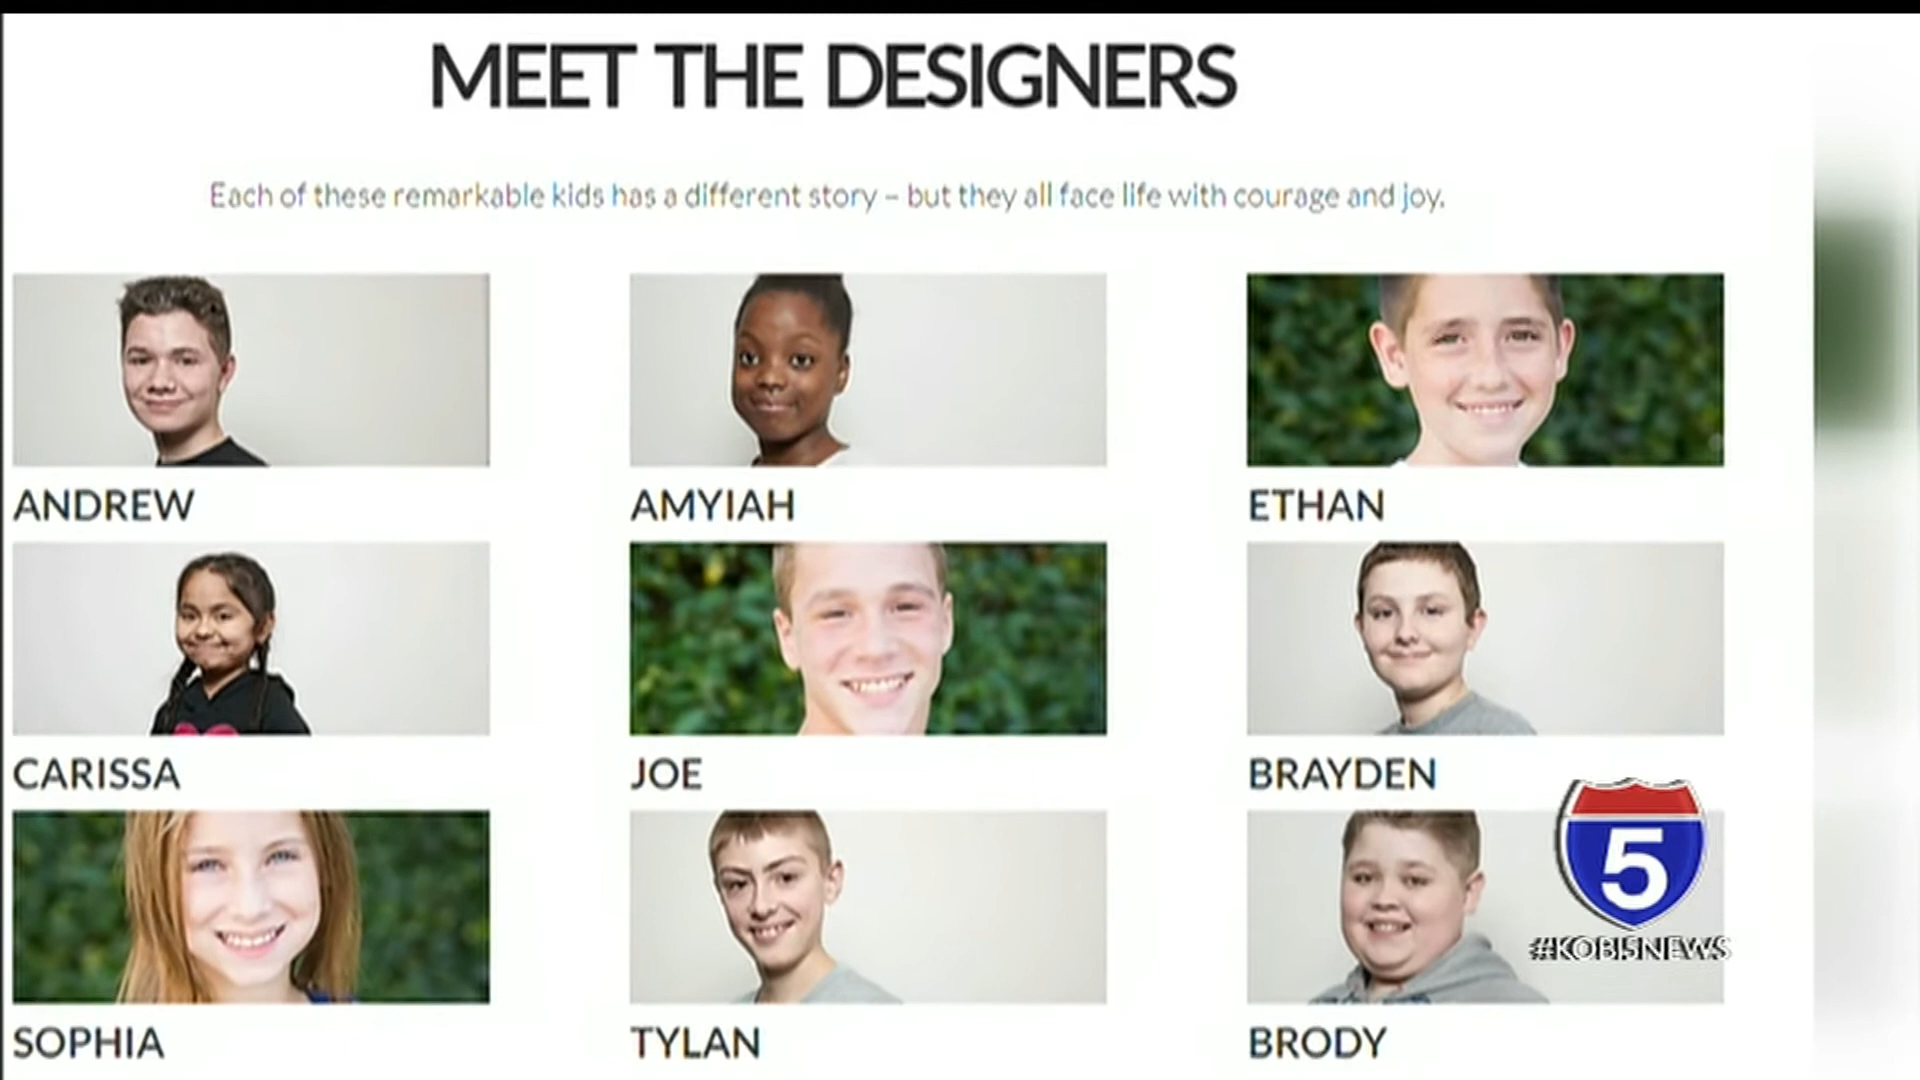 MEET THE DESIGNERS
Each of these remarkable kids has a different story – but they all face life with courage and joy.
ANDREW
AMYIAH
ETHAN
CARISSA
JOE
BRAYDEN
SOPHIA
TYLAN
BRODY
5
#KOBI5NEWS